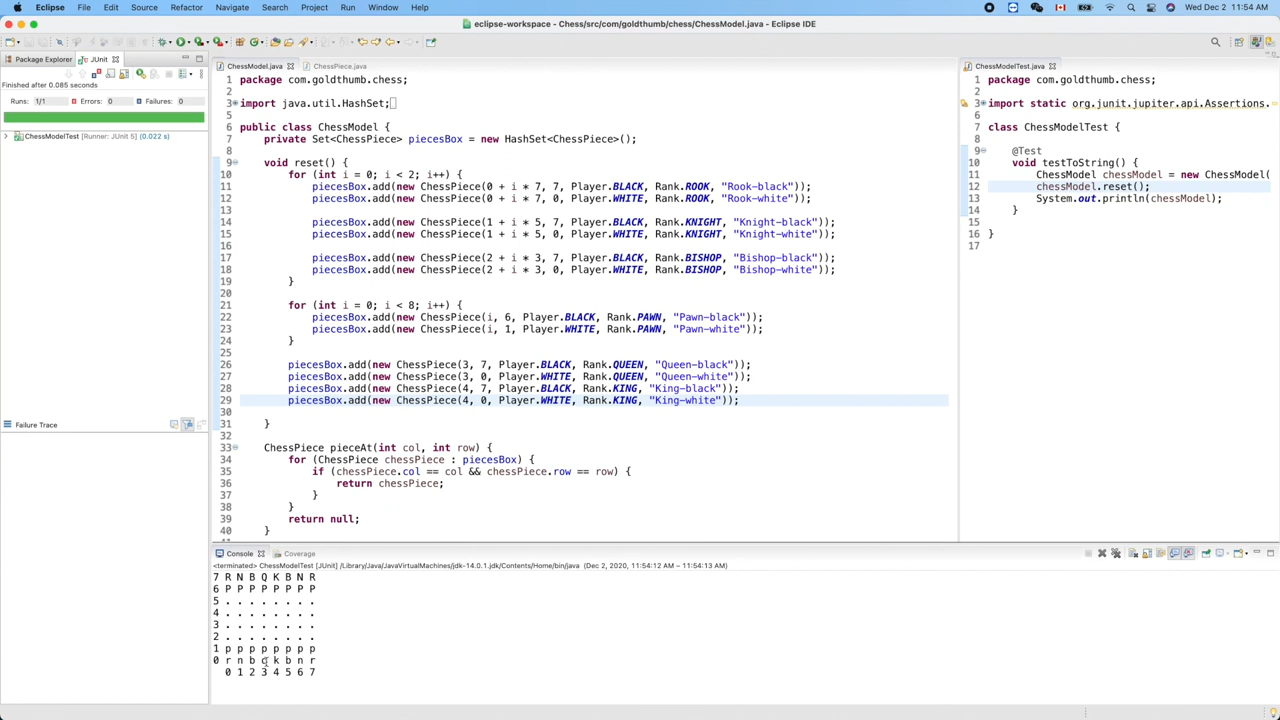 Eclipse File Edit Source Refactor Navigate Search Project Run Window Help Wed Dec 2 11:54 AM
eclipse-workspace - Chess/src/com/goldthumb/chess/ChessModel.java - Eclipse IDE
Package Explorer JUnit
Finished after 0.085 seconds
Runs: 1/1 Errors: 0 Failures: 0
ChessModelTest [Runner: JUnit 5] (0.022 s)
Failure Trace
ChessModel.java ChessPiece.java
1 package com.goldthumb.chess;
2
3 import java.util.HashSet;
5
6 public class ChessModel {
7 private Set<ChessPiece> piecesBox = new HashSet<ChessPiece>();
8
9 void reset() {
10 for (int i = 0; i < 2; i++) {
11 piecesBox.add(new ChessPiece(0 + i * 7, 7, Player.BLACK, Rank.ROOK, "Rook-black"));
12 piecesBox.add(new ChessPiece(0 + i * 7, 0, Player.WHITE, Rank.ROOK, "Rook-white"));
13
14 piecesBox.add(new ChessPiece(1 + i * 5, 7, Player.BLACK, Rank.KNIGHT, "Knight-black"));
15 piecesBox.add(new ChessPiece(1 + i * 5, 0, Player.WHITE, Rank.KNIGHT, "Knight-white"));
16
17 piecesBox.add(new ChessPiece(2 + i * 3, 7, Player.BLACK, Rank.BISHOP, "Bishop-black"));
18 piecesBox.add(new ChessPiece(2 + i * 3, 0, Player.WHITE, Rank.BISHOP, "Bishop-white"));
19 }
20
21 for (int i = 0; i < 8; i++) {
22 piecesBox.add(new ChessPiece(i, 6, Player.BLACK, Rank.PAWN, "Pawn-black"));
23 piecesBox.add(new ChessPiece(i, 1, Player.WHITE, Rank.PAWN, "Pawn-white"));
24 }
25
26 piecesBox.add(new ChessPiece(3, 7, Player.BLACK, Rank.QUEEN, "Queen-black"));
27 piecesBox.add(new ChessPiece(3, 0, Player.WHITE, Rank.QUEEN, "Queen-white"));
28 piecesBox.add(new ChessPiece(4, 7, Player.BLACK, Rank.KING, "King-black"));
29 piecesBox.add(new ChessPiece(4, 0, Player.WHITE, Rank.KING, "King-white"));
30
31 }
32
33 ChessPiece pieceAt(int col, int row) {
34 for (ChessPiece chessPiece : piecesBox) {
35 if (chessPiece.col == col && chessPiece.row == row) {
36 return chessPiece;
37 }
38 }
39 return null;
40 }
ChessModelTest.java
1 package com.goldthumb.chess;
2
3 import static org.junit.jupiter.api.Assertions.
6
7 class ChessModelTest {
8
9 @Test
10 void testToString() {
11 ChessModel chessModel = new ChessModel(
12 chessModel.reset();
13 System.out.println(chessModel);
14 }
15
16 }
17
Console Coverage
<terminated> ChessModelTest [JUnit] /Library/Java/JavaVirtualMachines/jdk-14.0.1.jdk/Contents/Home/bin/java (Dec 2, 2020, 11:54:12 AM – 11:54:13 AM)
7 R N B Q K B N R
6 P P P P P P P P
5 . . . . . . . .
4 . . . . . . . .
3 . . . . . . . .
2 . . . . . . . .
1 p p p p p p p p
0 r n b q k b n r
0 1 2 3 4 5 6 7